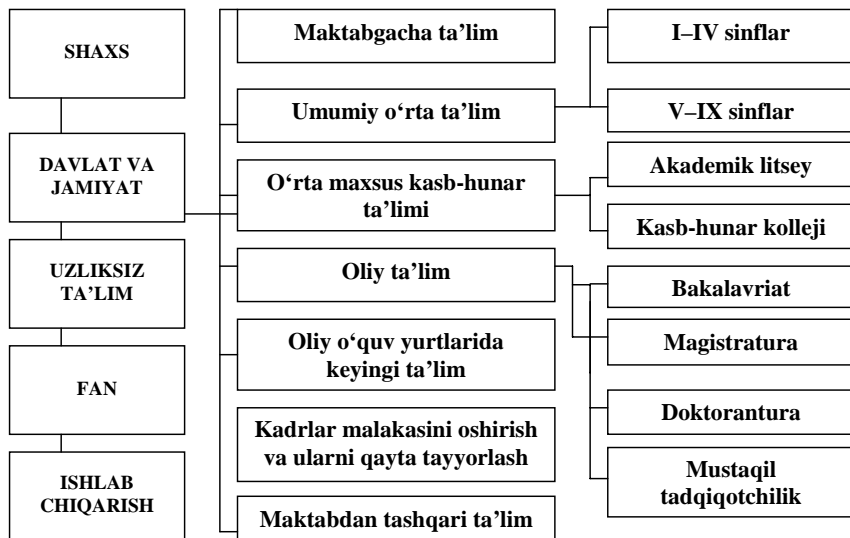 SHAXS
DAVLAT VA
JAMIYAT
UZLIKSIZ
TA’LIM
FAN
ISHLAB
CHIQARISH
Maktabgacha ta’lim
Umumiy o‘rta ta’lim
O‘rta maxsus kasb-hunar
ta’limi
Oliy ta’lim
Oliy o‘quv yurtlarida
keyingi ta’lim
Kadrlar malakasini oshirish
va ularni qayta tayyorlash
Maktabdan tashqari ta’lim
I–IV sinflar
V–IX sinflar
Akademik litsey
Kasb-hunar kolleji
Bakalavriat
Magistratura
Doktorantura
Mustaqil
tadqiqotchilik